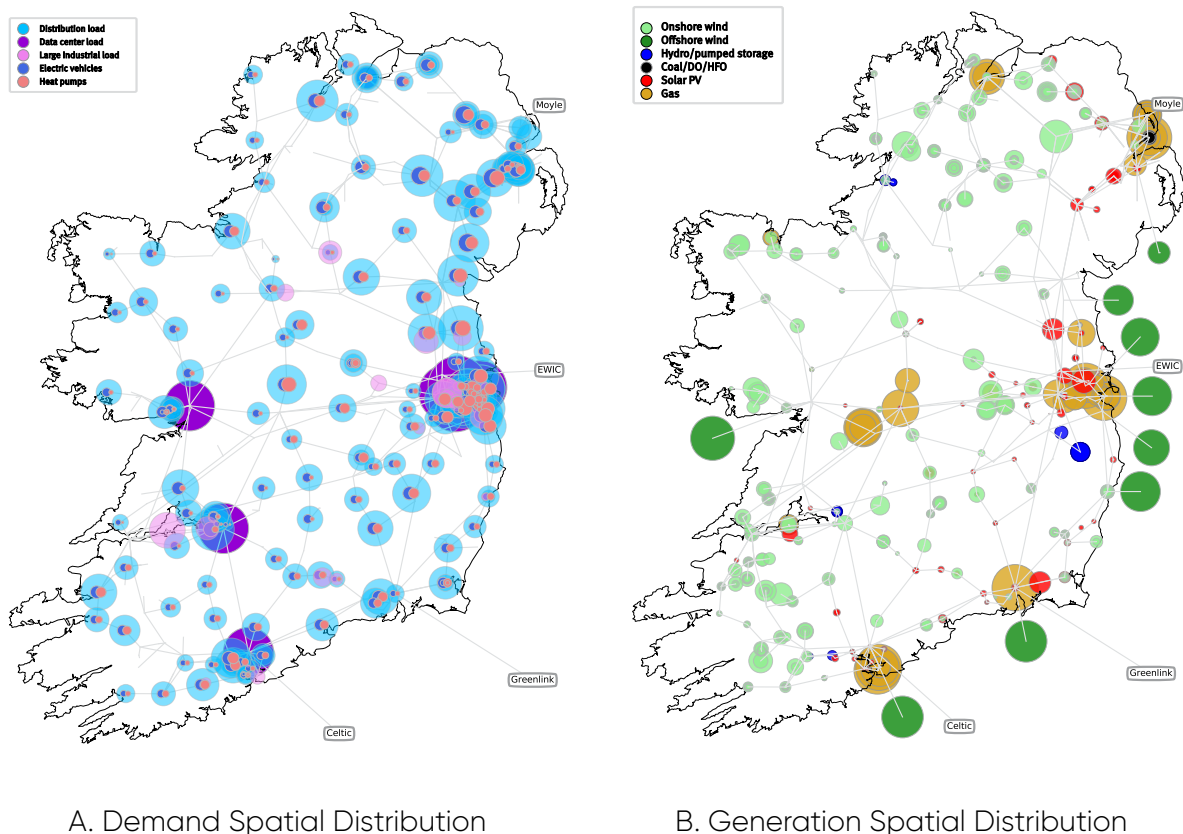 Distribution load
Data center load
Large Industrial load
Electric vehicles
Heat pumps
Moyle
EWIC
Greenlink
Celtic
A. Demand Spatial Distribution
Onshore wind
Offshore wind
Hydro/pumped storage
Coal/DO/HFO
Solar PV
Gas
Moyle
EWIC
Greenlink
Celtic
B. Generation Spatial Distribution